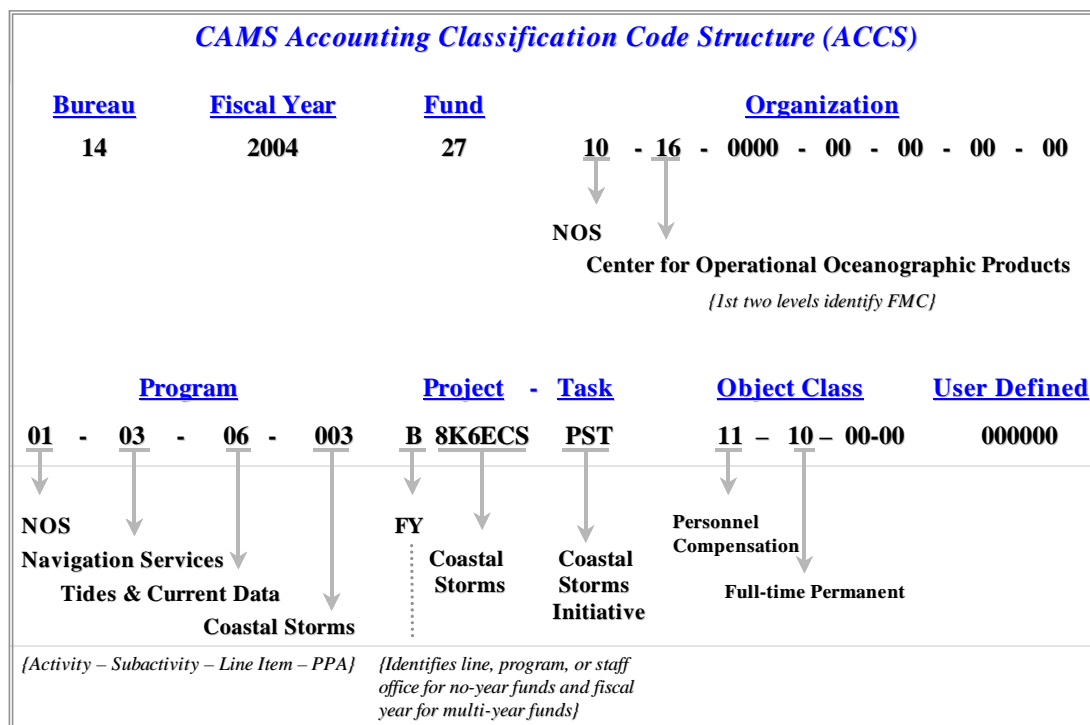 CAMS Accounting Classification Code Structure (ACCS)
Bureau Fiscal Year Fund Organization
14 2004 27 10 - 16 - 0000 - 00 - 00 - 00 - 00
NOS
Center for Operational Oceanographic Products
{1st two levels identify FMC}
Program Project - Task Object Class User Defined
01 - 03 - 06 - 003 B 8K6ECS PST 11 – 10 – 00-00 000000
NOS
Navigation Services
Tides & Current Data
Coastal Storms
FY
Coastal
Storms
Coastal
Storms
Initiative
Personnel
Compensation
Full-time Permanent
{Activity – Subactivity – Line Item – PPA}
{Identifies line, program, or staff
office for no-year funds and fiscal
year for multi-year funds}